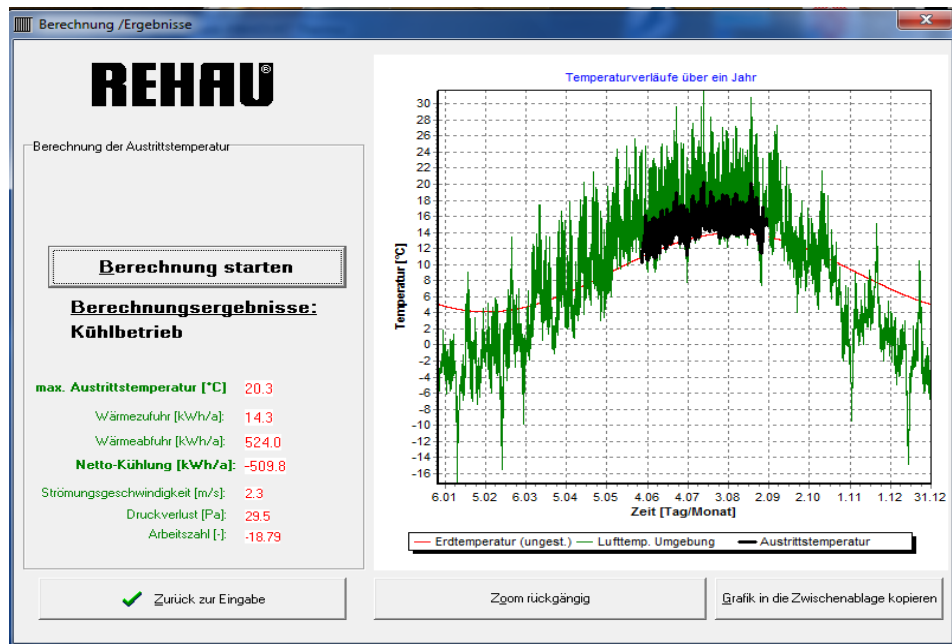 Berechnung /Ergebnisse
REHAU®
Berechnung der Austrittstemperatur
Berechnung starten
Berechnungsergebnisse:
Kühlbetrieb
max. Austrittstemperatur [°C] 20.3
Wärmezufuhr [kWh/a]: 14.3
Wärmeabfuhr [kWh/a]: 524.0
Netto-Kühlung [kWh/a]: -509.8
Strömungsgeschwindigkeit [m/s]: 2.3
Druckverlust [Pa]: 29.5
Arbeitszahl [-]: -18.79
Temperaturverläufe über ein Jahr
Temperatur [°C]
30
28
26
24
22
20
18
16
14
12
10
8
6
4
2
0
-2
-4
-6
-8
-10
-12
-14
-16
6.01 5.02 6.03 5.04 5.05 4.06 4.07 3.08 2.09 2.10 1.11 1.12 31.12
Zeit [Tag/Monat]
Erdtemperatur (ungest.) Lufttemp. Umgebung Austrittstemperatur
Zurück zur Eingabe
Zoom rückgängig
Grafik in die Zwischenablage kopieren